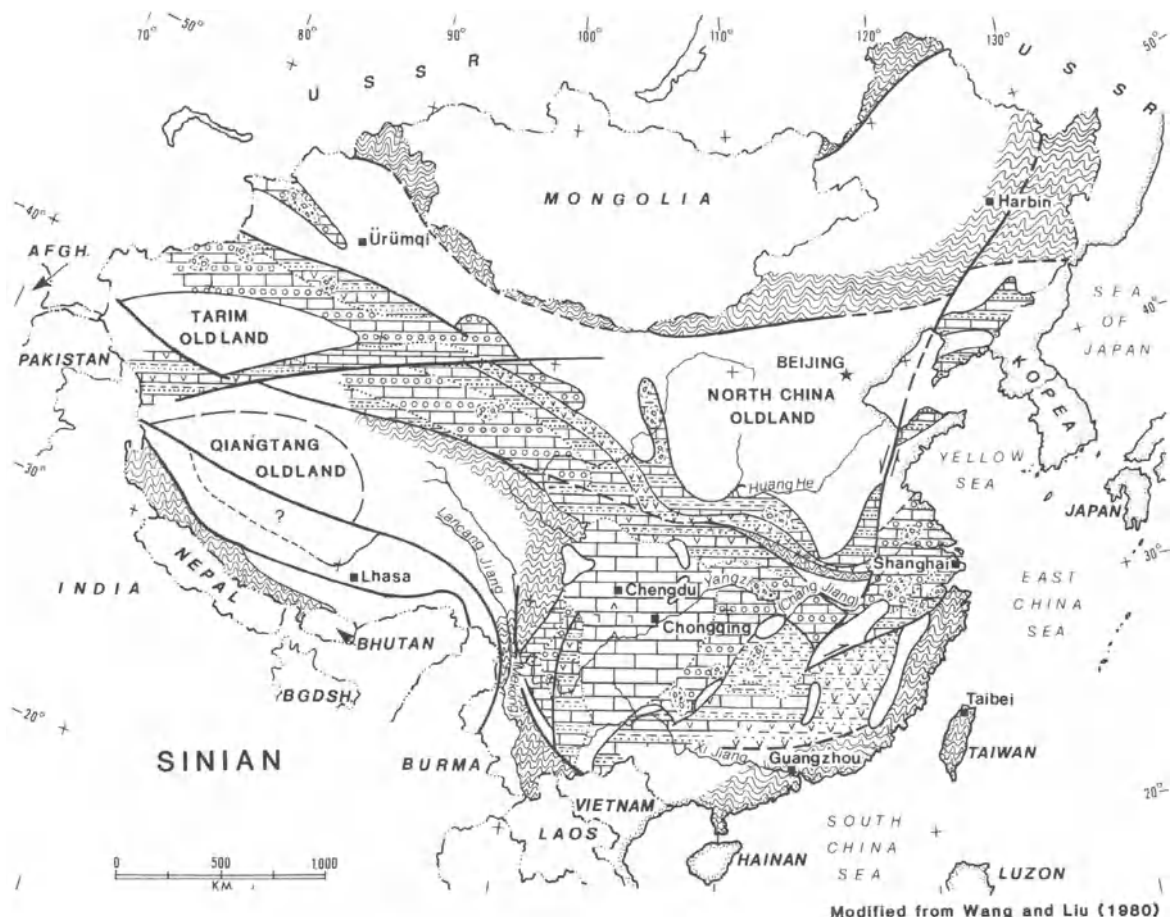 70° 80° 90° 100° 110° 120° 130°
50° 50°
U S S R
U S S R
MONGOLIA
Harbin
40°
AFGH.
Ürümqi
SEA OF JAPAN
40°
TARIM OLDLAND
PAKISTAN
BEIJING
NORTH CHINA OLDLAND
KOPEA
QIANGTANG OLDLAND
30°
?
Huang He
YELLOW SEA
JAPAN
Lancang Jiang
NEPAL
INDIA
Lhasa
Chengdu
Yangzi
(Chang Jiang)
Shanghai
30°
EAST CHINA SEA
Chongqing
BHUTAN
BGDSH.
20°
Taibei
TAIWAN
SINIAN
BURMA
Xi Jiang
Guangzhou
VIETNAM
LAOS
20°
HAINAN
SOUTH CHINA SEA
LUZON
0 500 1000
KM.
110°
Modified from Wang and Liu (1980)